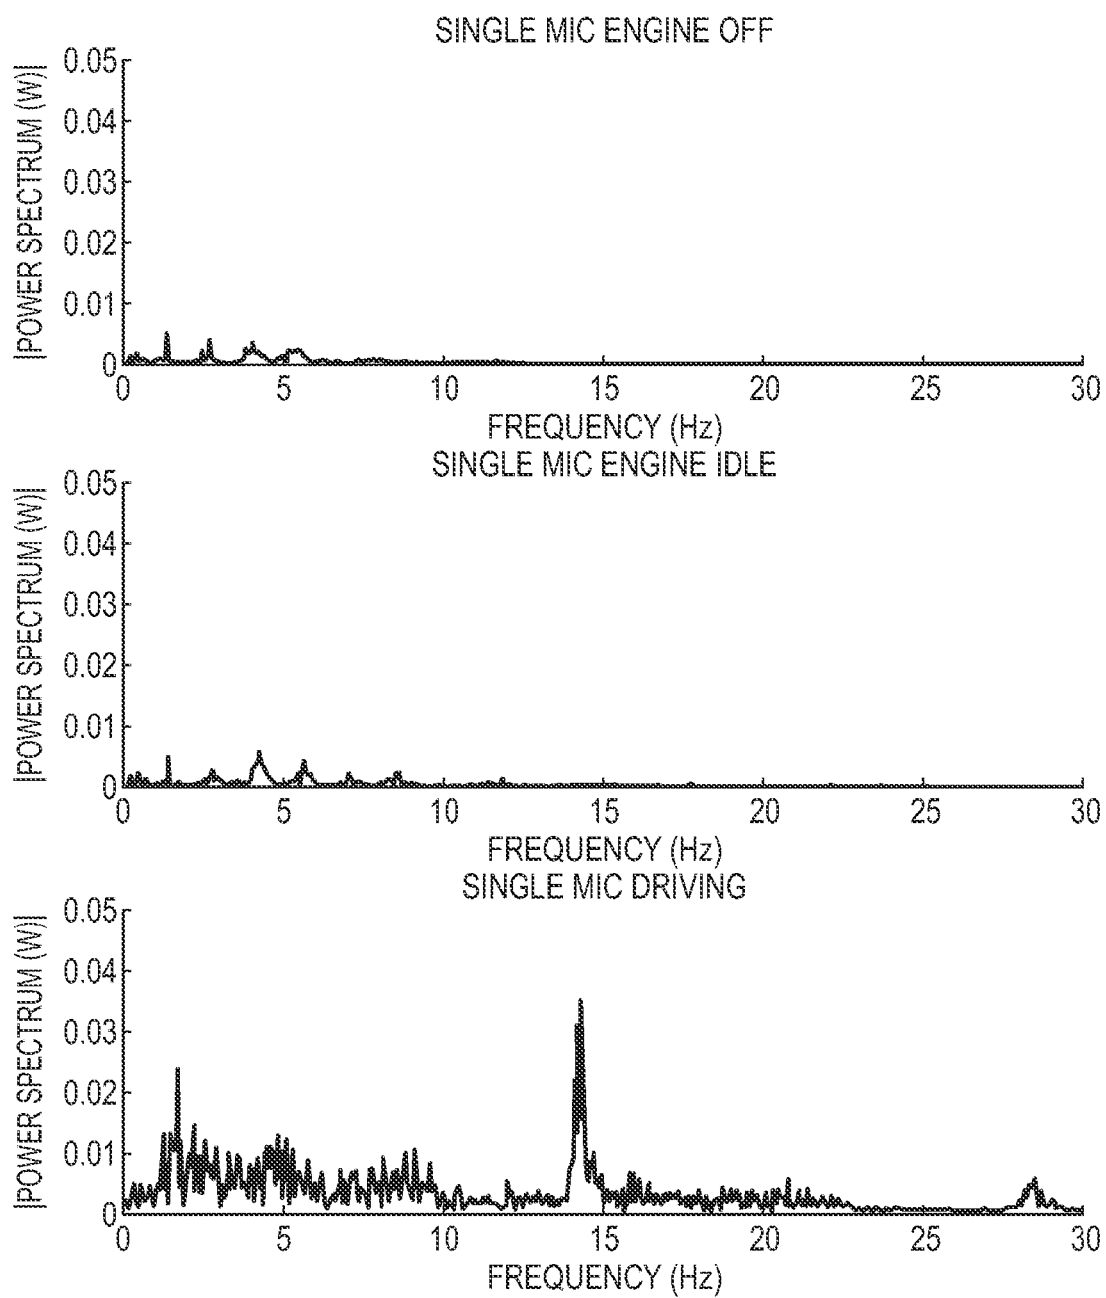 SINGLE MIC ENGINE OFF
|POWER SPECTRUM (W)|
0.05
0.04
0.03
0.02
0.01
0
0 5 10 15 20 25 30
FREQUENCY (Hz)
SINGLE MIC ENGINE IDLE
|POWER SPECTRUM (W)|
0.05
0.04
0.03
0.02
0.01
0
0 5 10 15 20 25 30
FREQUENCY (Hz)
SINGLE MIC DRIVING
|POWER SPECTRUM (W)|
0.05
0.04
0.03
0.02
0.01
0
0 5 10 15 20 25 30
FREQUENCY (Hz)